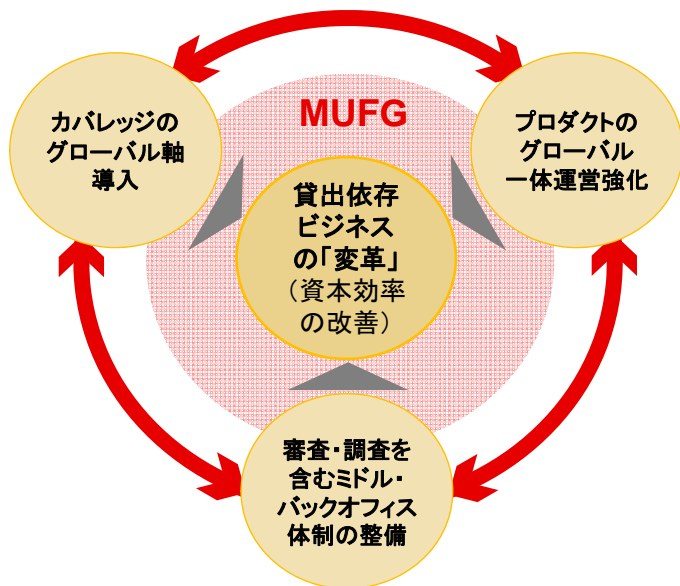 カバレッジの
グローバル軸
導入
MUFG
プロダクトの
グローバル
一体運営強化
貸出依存
ビジネス
の｢変革｣
（資本効率
の改善）
審査・調査を
含むミドル・
バックオフィス
体制の整備